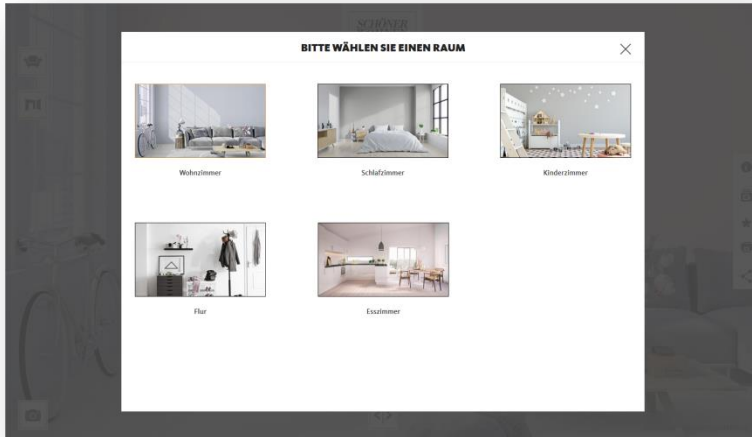 SCHÖNER
BITTE WÄHLEN SIE EINEN RAUM
Wohnzimmer
Schlafzimmer
Kinderzimmer
Flur
Esszimmer